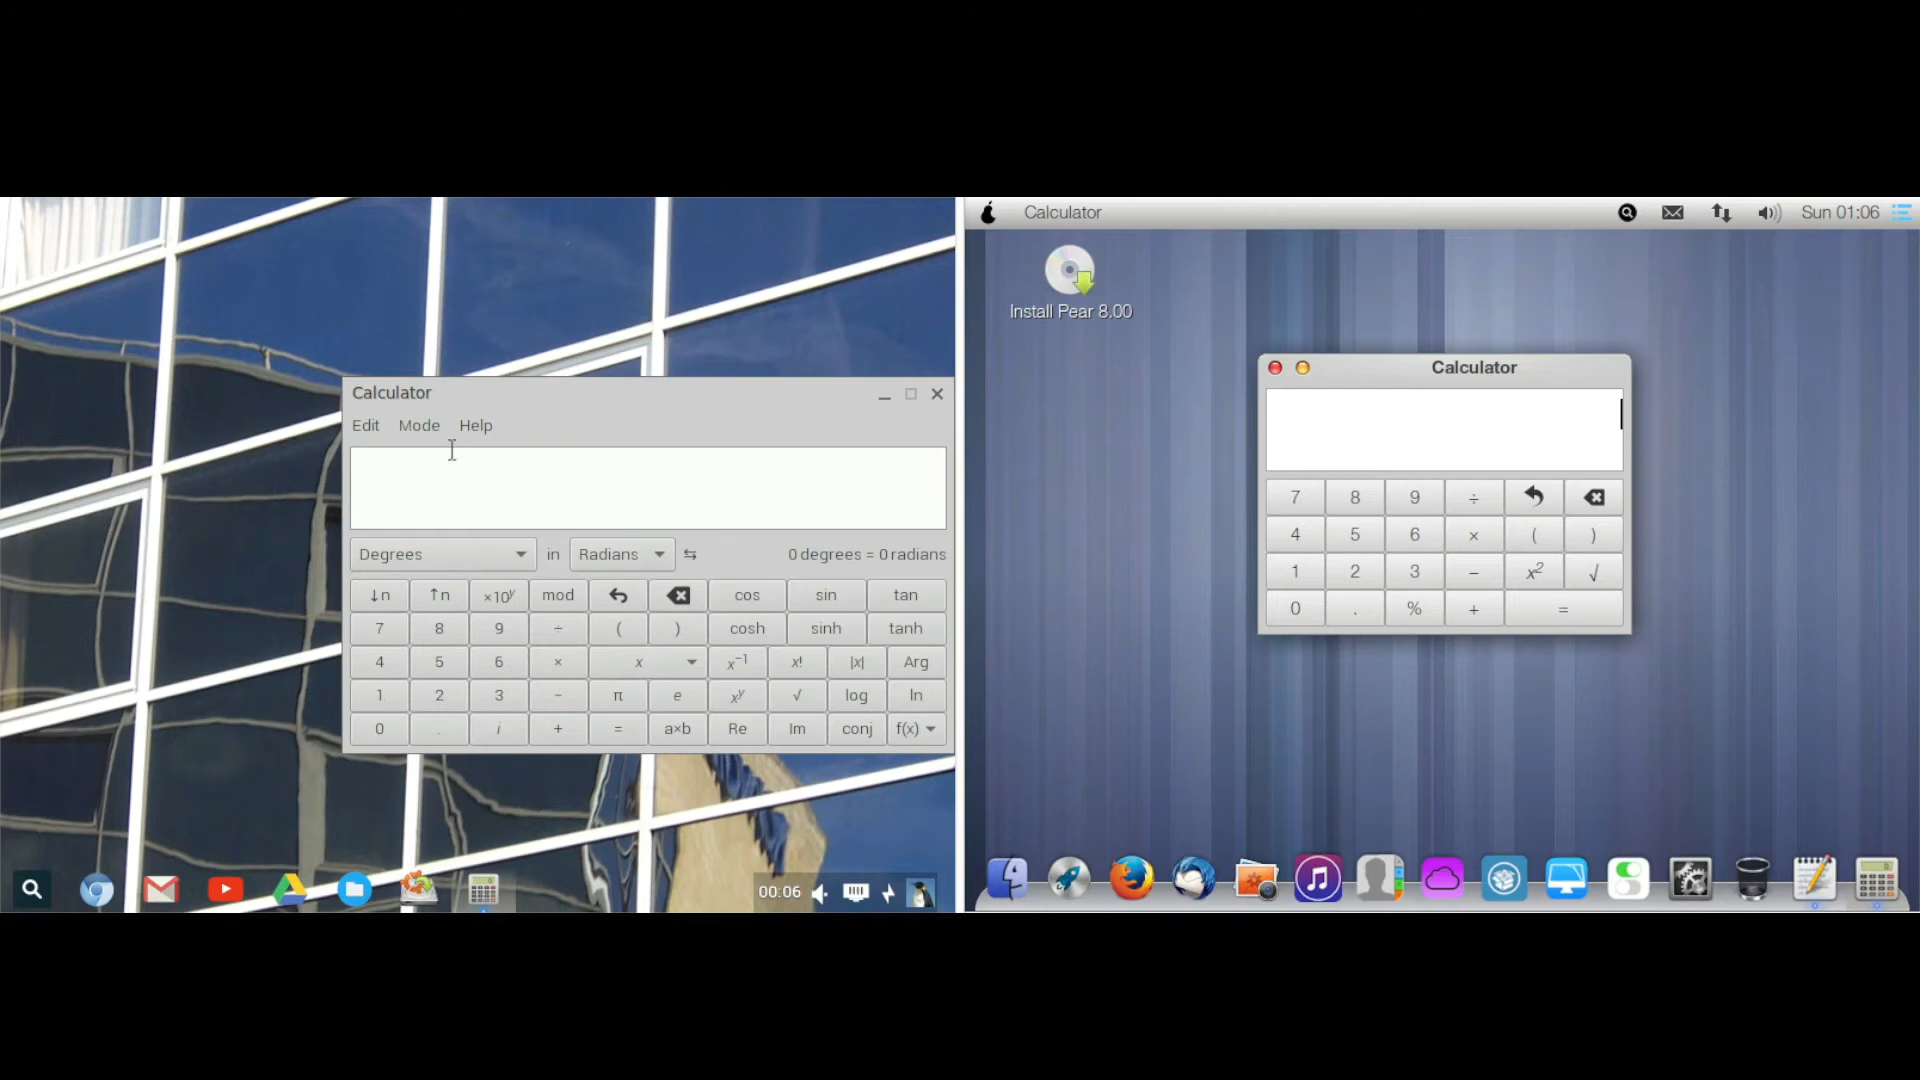 Calculator
Edit Mode Help
Degrees in Radians ⇆ 0 degrees = 0 radians
↓n ↑n ×10ʸ mod cos sin tan
7 8 9 ÷ ( ) cosh sinh tanh
4 5 6 × x x⁻¹ x! |x| Arg
1 2 3 − π e xʸ √ log ln
0 . i + = a×b Re Im conj f(x)
00:06
Calculator Sun 01:06
Install Pear 8.00
Calculator
7 8 9 ÷
4 5 6 × ( )
1 2 3 − x² √
0 . % + =